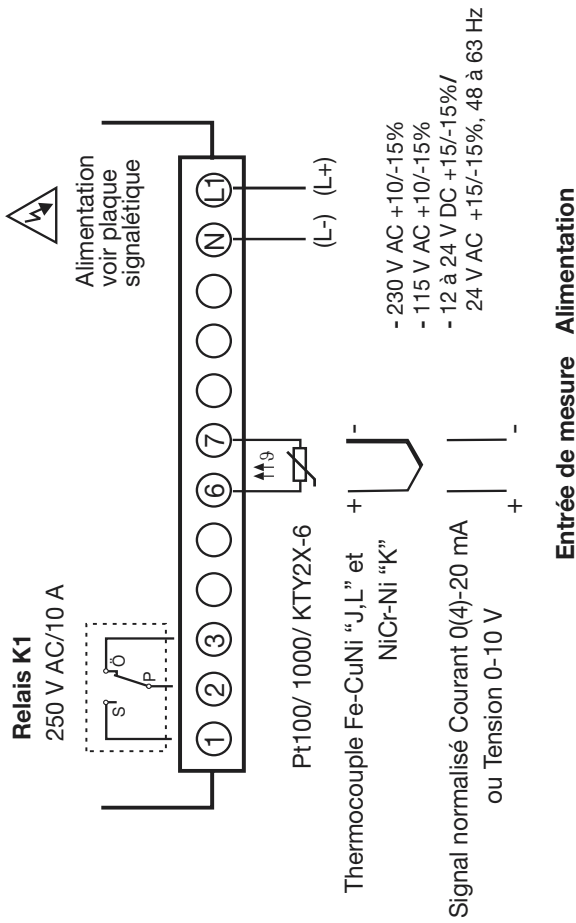 Relais K1
250 V AC/10 A
S
Ö
P
Alimentation
voir plaque
signalétique
1
2
3
6
7
N
L1
ϑ
(L-)
(L+)
Pt100/ 1000/ KTY2X-6
Thermocouple Fe-CuNi “J,L” et
NiCr-Ni “K”
+
-
Signal normalisé Courant 0(4)-20 mA
ou Tension 0-10 V
+
-
- 230 V AC +10/-15%
- 115 V AC +10/-15%
- 12 à 24 V DC +15/-15%/
24 V AC +15/-15%, 48 à 63 Hz
Entrée de mesure
Alimentation